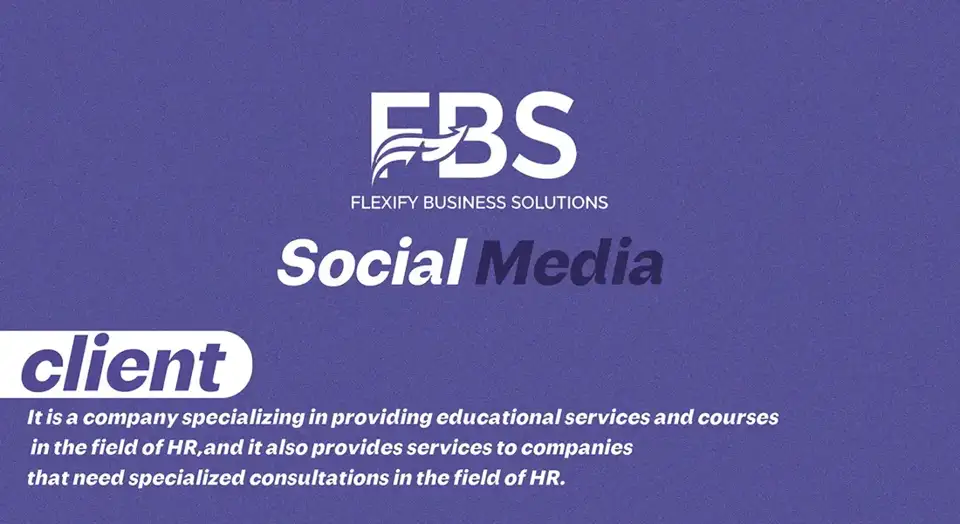 FBS
FLEXIFY BUSINESS SOLUTIONS
Social Media
client
It is a company specializing in providing educational services and courses
in the field of HR,and it also provides services to companies
that need specialized consultations in the field of HR.